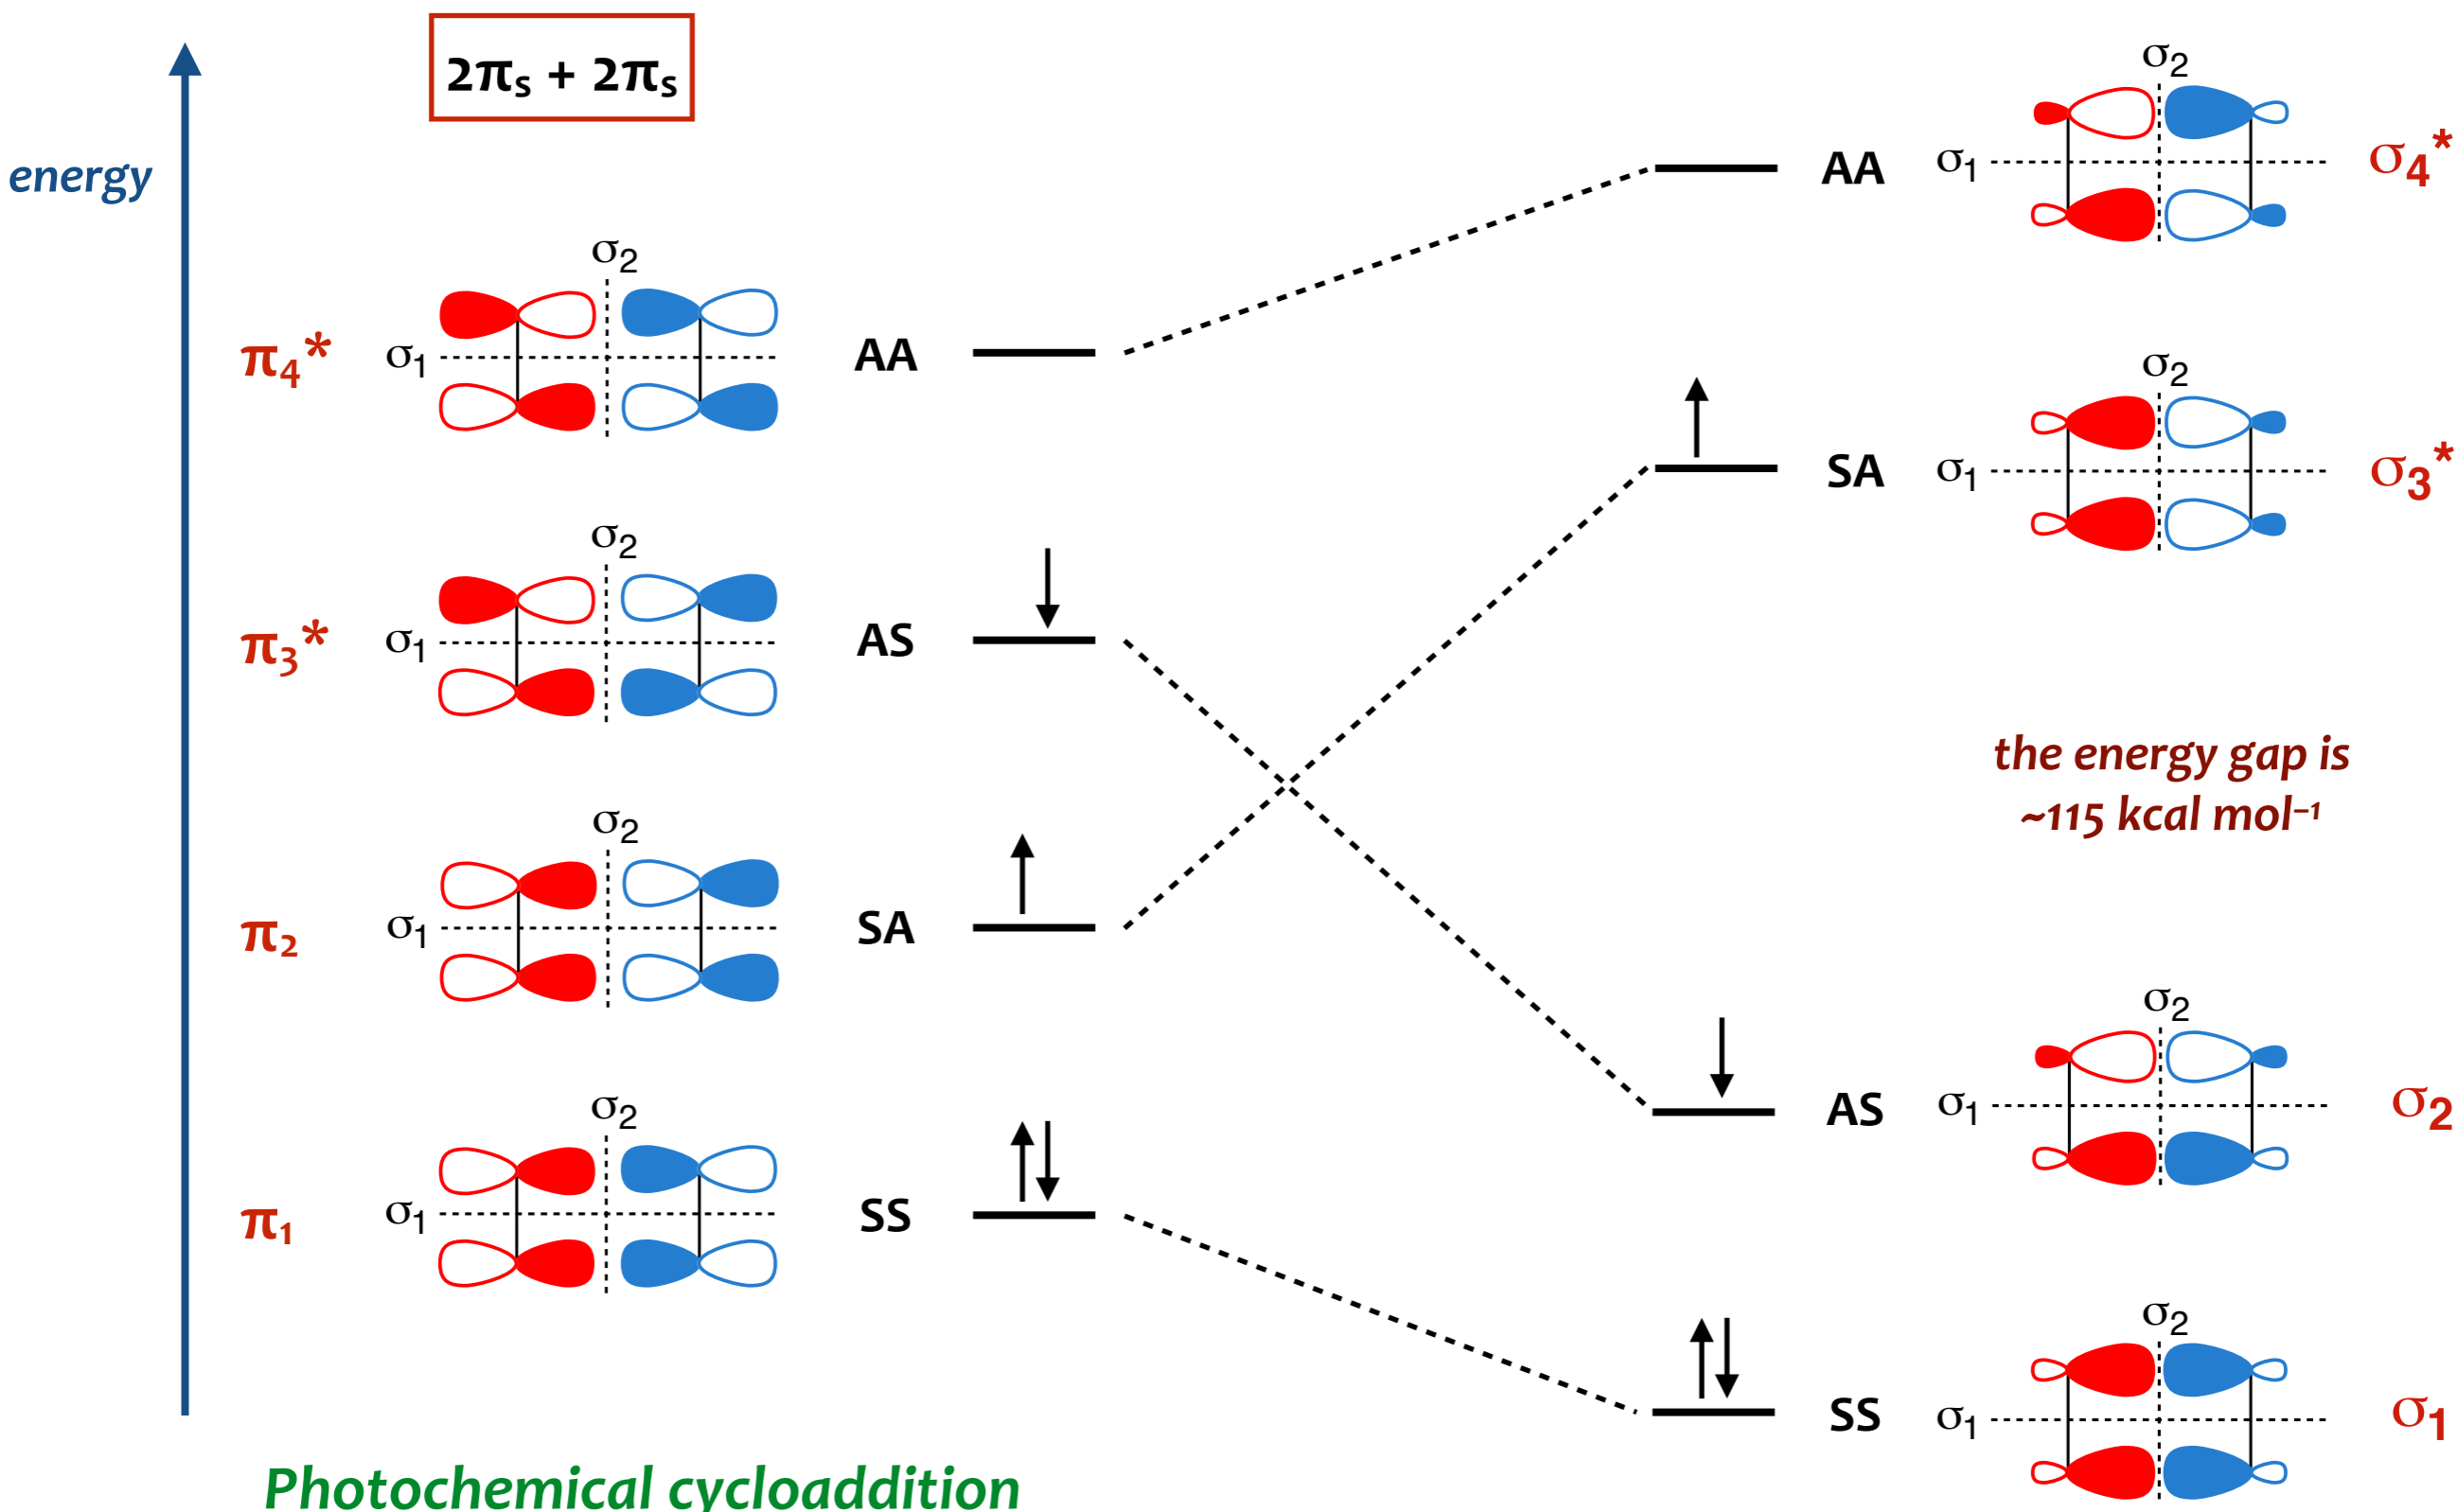 2πₛ + 2πₛ
energy
σ₂
π₄*
σ₁
AA
σ₂
π₃*
σ₁
AS
σ₂
π₂
σ₁
SA
σ₂
π₁
σ₁
SS
σ₂
AA
σ₁
σ₄*
σ₂
SA
σ₁
σ₃*
the energy gap is
~115 kcal mol⁻¹
σ₂
AS
σ₁
σ₂
σ₂
SS
σ₁
σ₁
Photochemical cycloaddition